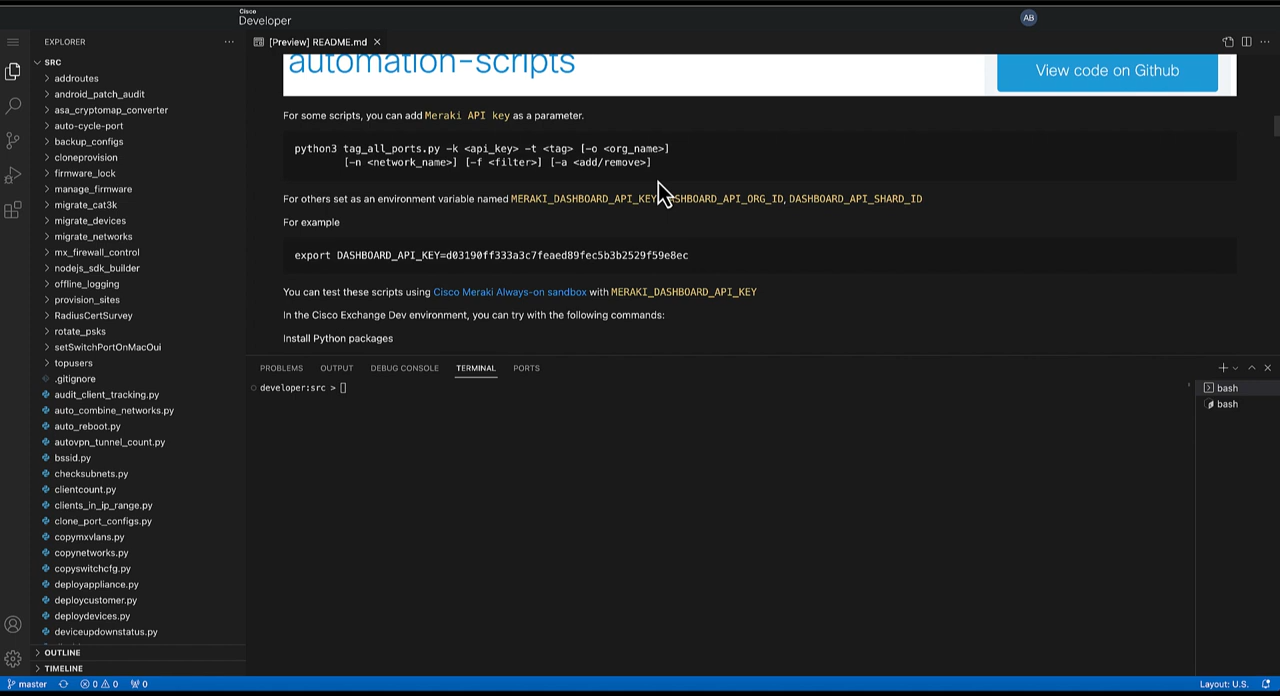 Cisco
Developer
AB
EXPLORER
[Preview] README.md
SRC
addroutes
android_patch_audit
asa_cryptomap_converter
auto-cycle-port
backup_configs
cloneprovision
firmware_lock
manage_firmware
migrate_cat3k
migrate_devices
migrate_networks
mx_firewall_control
nodejs_sdk_builder
offline_logging
provision_sites
RadiusCertSurvey
rotate_psks
setSwitchPortOnMacOui
topusers
.gitignore
audit_client_tracking.py
auto_combine_networks.py
auto_reboot.py
autovpn_tunnel_count.py
bssid.py
checksubnets.py
clientcount.py
clients_in_ip_range.py
clone_port_configs.py
copymxvlans.py
copynetworks.py
copyswitchcfg.py
deployappliance.py
deploycustomer.py
deploydevices.py
deviceupdownstatus.py
OUTLINE
TIMELINE
automation-scripts
View code on Github
For some scripts, you can add Meraki API key as a parameter.
python3 tag_all_ports.py -k <api_key> -t <tag> [-o <org_name>]
[-n <network_name>] [-f <filter>] [-a <add/remove>]
For others set as an environment variable named MERAKI_DASHBOARD_API_KEY, SHBOARD_API_ORG_ID, DASHBOARD_API_SHARD_ID
For example
export DASHBOARD_API_KEY=d03190ff333a3c7feaed89fec5b3b2529f59e8ec
You can test these scripts using Cisco Meraki Always-on sandbox with MERAKI_DASHBOARD_API_KEY
In the Cisco Exchange Dev environment, you can try with the following commands:
Install Python packages
PROBLEMS OUTPUT DEBUG CONSOLE TERMINAL PORTS
developer:src >
bash
bash
master 0 0 0
Layout: U.S.